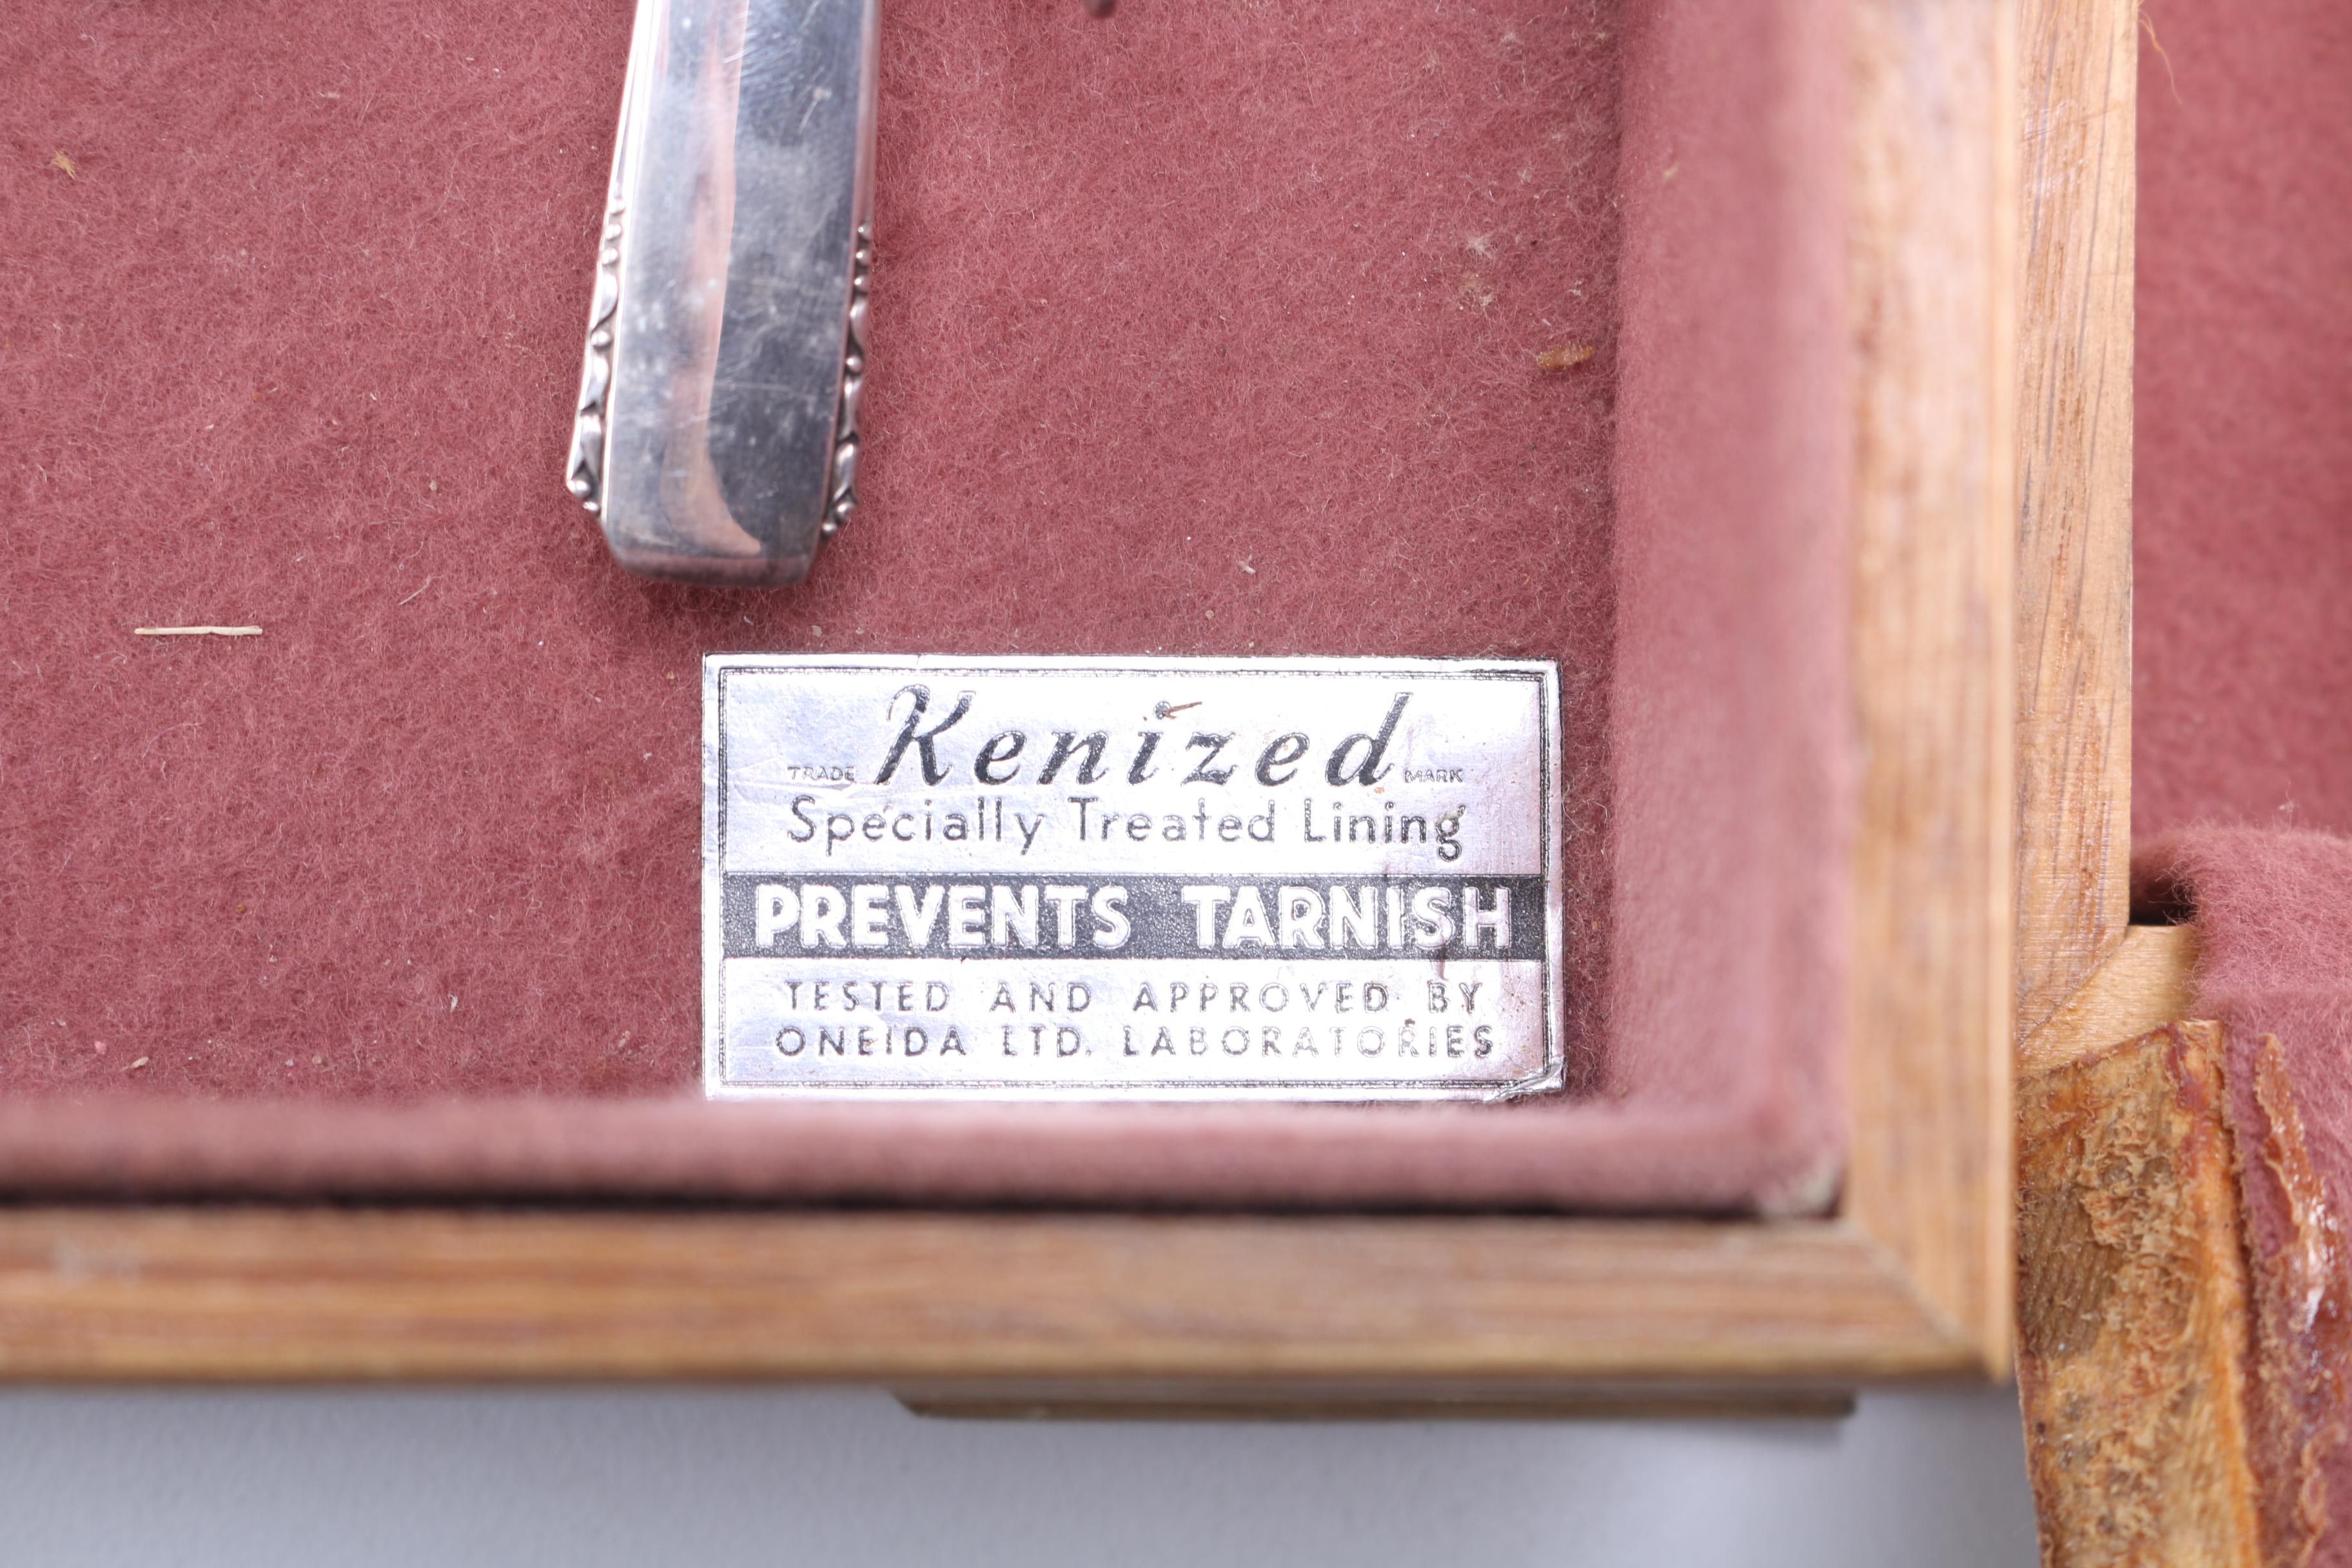 TRADE Kenized MARK
Specially Treated Lining
PREVENTS TARNISH
TESTED AND APPROVED BY
ONEIDA LTD. LABORATORIES